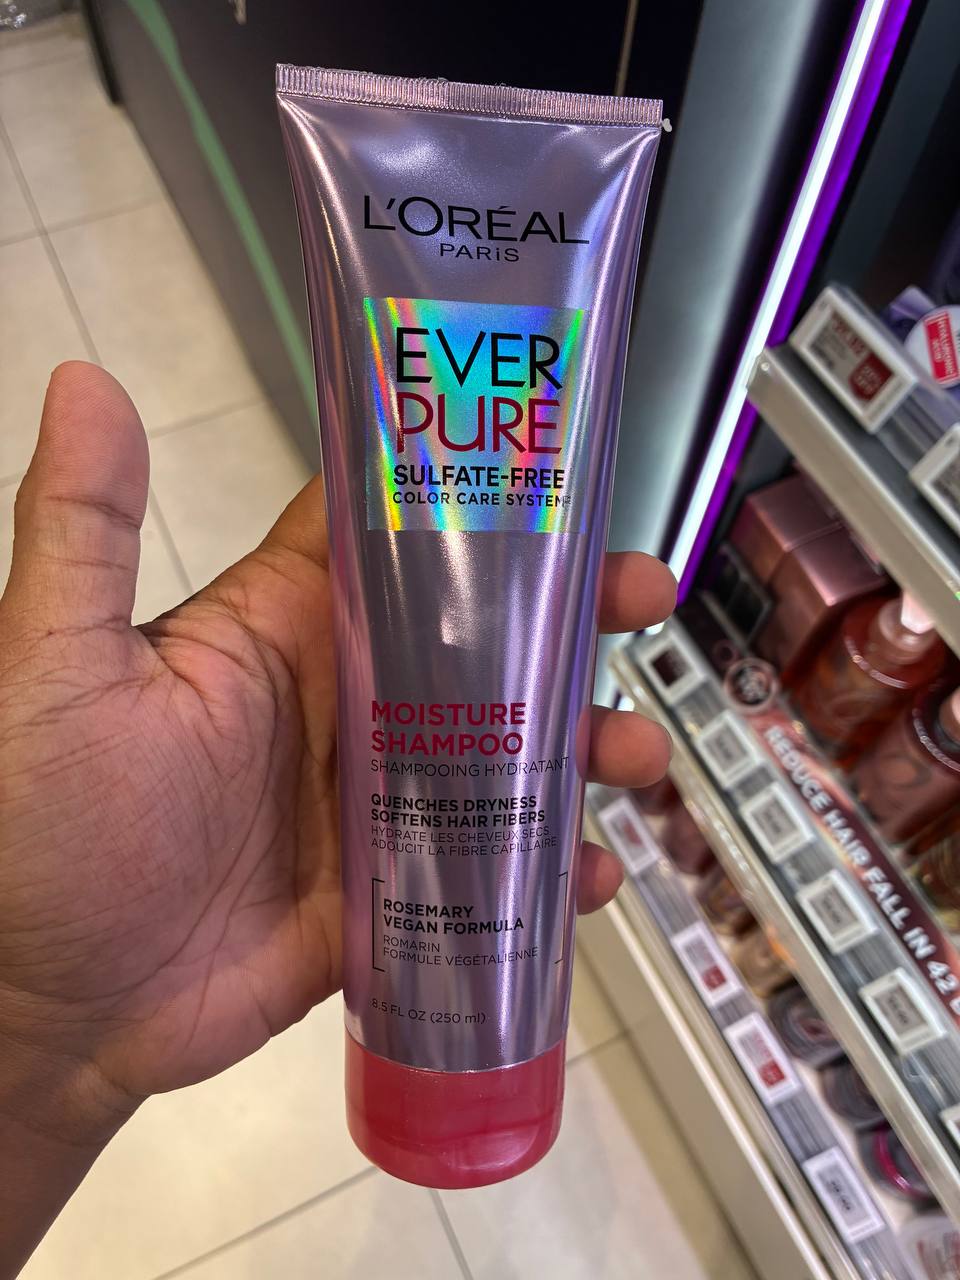 L'ORÉAL
PARIS
EVER
PURE
SULFATE-FREE
COLOR CARE SYSTEM
MOISTURE
SHAMPOO
SHAMPOOING HYDRATANT
QUENCHES DRYNESS
SOFTENS HAIR FIBERS
HYDRATE LES CHEVEUX SECS
ADOUCIT LA FIBRE CAPILLAIRE
ROSEMARY
VEGAN FORMULA
ROMARIN
FORMULE VÉGÉTALIENNE
8.5 FL OZ (250 ml)
REDUCE HAIR FALL IN 42